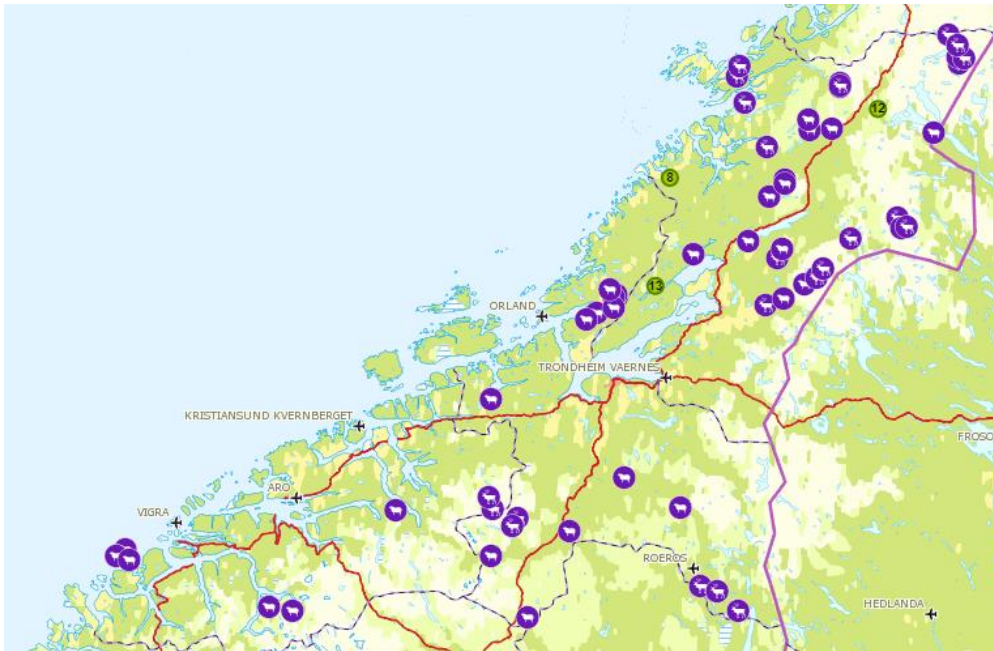 12
8
13
ORLAND
TRONDHEIM VAERNES
KRISTIANSUND KVERNBERGET
FROSO
ARO
VIGRA
ROEROS
HEDLANDA